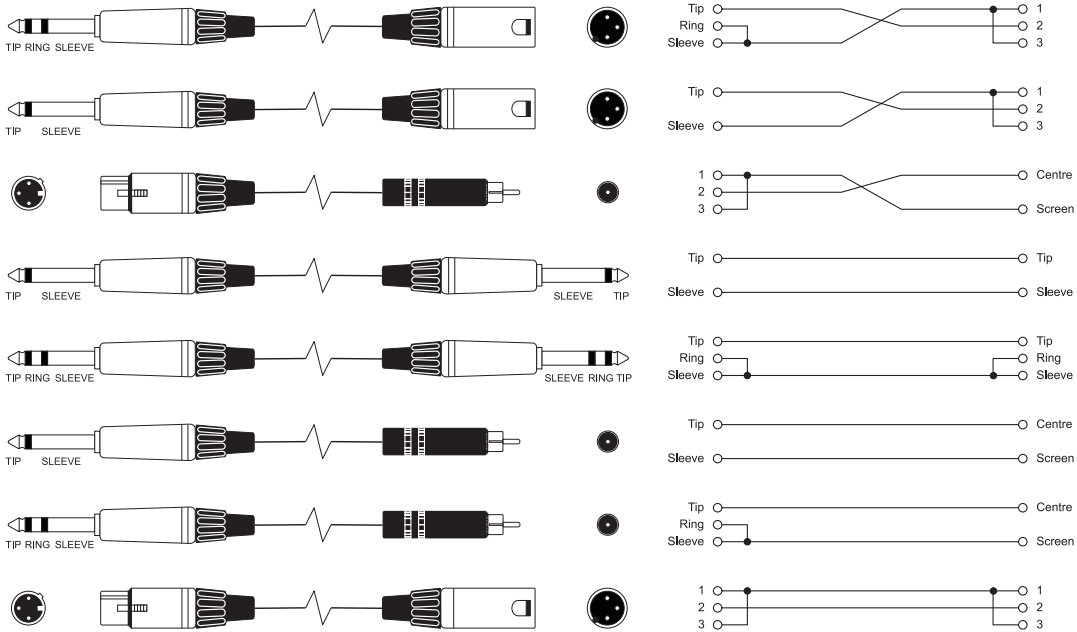 Tip 1
Ring 2
Sleeve 3
TIP RING SLEEVE
Tip 1
2
Sleeve 3
TIP SLEEVE
1 Centre
2
3 Screen
Tip Tip
Sleeve Sleeve
TIP SLEEVE SLEEVE TIP
Tip Tip
Ring Ring
Sleeve Sleeve
TIP RING SLEEVE SLEEVE RING TIP
Tip Centre
Sleeve Screen
TIP SLEEVE
Tip Centre
Ring
Sleeve Screen
TIP RING SLEEVE
1 1
2 2
3 3